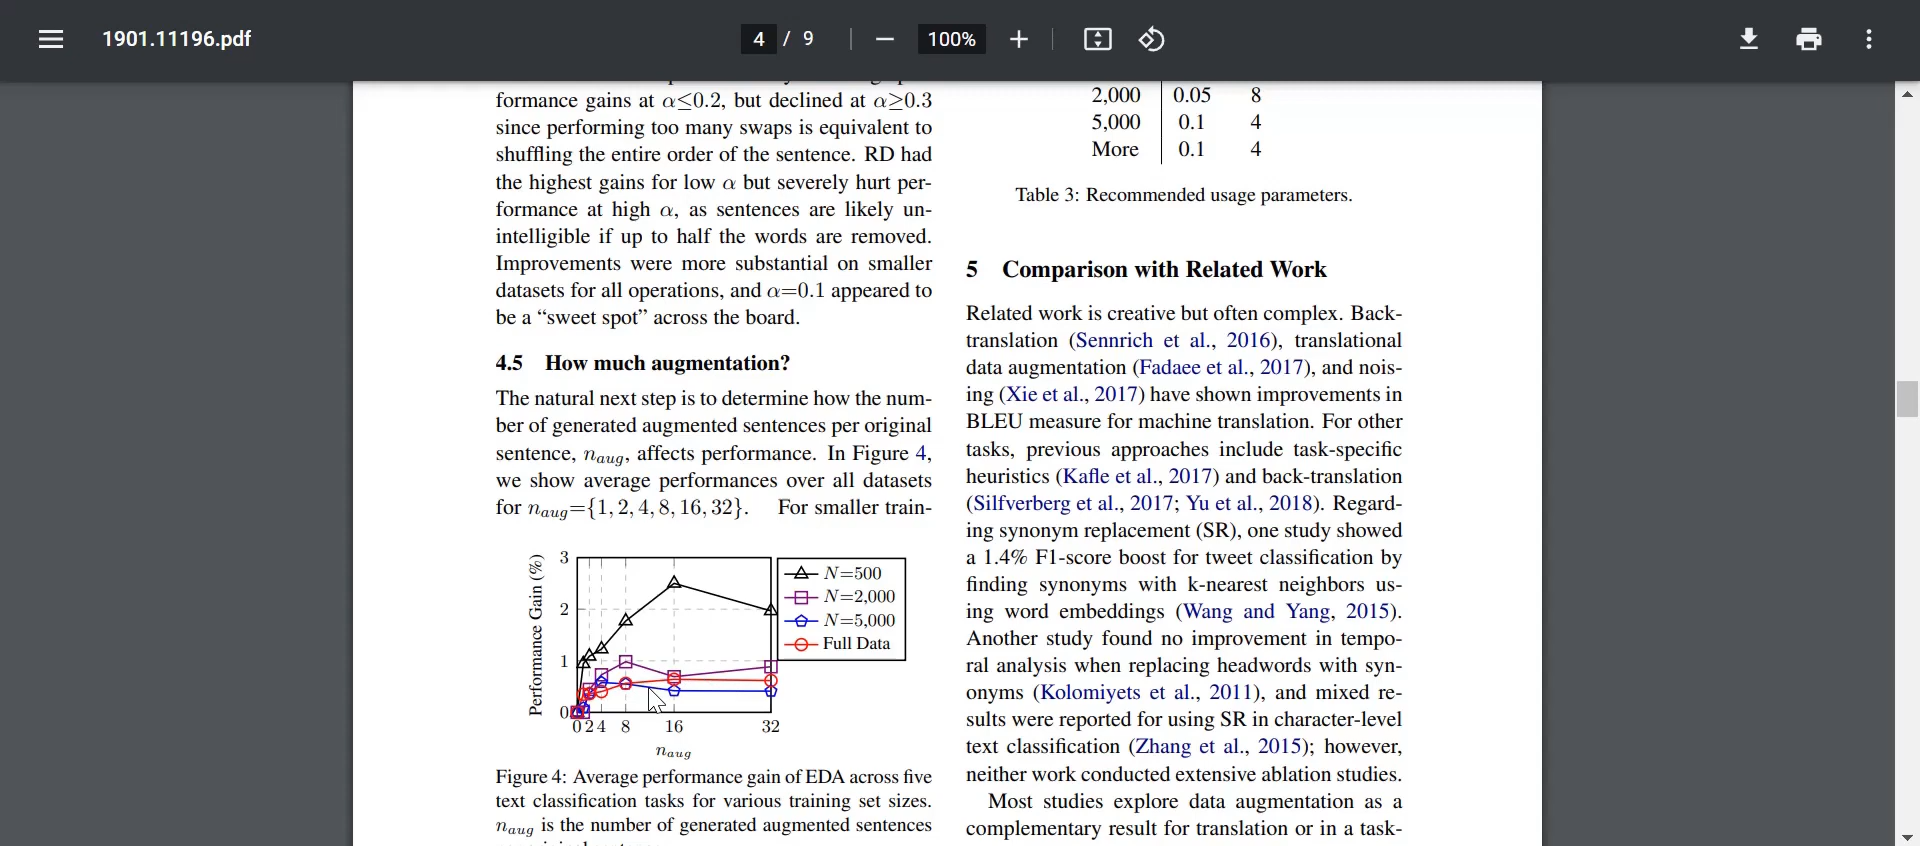 1901.11196.pdf
4 / 9
100%
formance gains at α≤0.2, but declined at α≥0.3
since performing too many swaps is equivalent to
shuffling the entire order of the sentence. RD had
the highest gains for low α but severely hurt per-
formance at high α, as sentences are likely un-
intelligible if up to half the words are removed.
Improvements were more substantial on smaller
datasets for all operations, and α=0.1 appeared to
be a “sweet spot” across the board.
4.5 How much augmentation?
The natural next step is to determine how the num-
ber of generated augmented sentences per original
sentence, naug, affects performance. In Figure 4,
we show average performances over all datasets
for naug={1, 2, 4, 8, 16, 32}. For smaller train-
3
2
1
0
Performance Gain (%)
0 2 4 8 16 32
naug
N=500
N=2,000
N=5,000
Full Data
Figure 4: Average performance gain of EDA across five
text classification tasks for various training set sizes.
naug is the number of generated augmented sentences
2,000 0.05 8
5,000 0.1 4
More 0.1 4
Table 3: Recommended usage parameters.
5 Comparison with Related Work
Related work is creative but often complex. Back-
translation (Sennrich et al., 2016), translational
data augmentation (Fadaee et al., 2017), and nois-
ing (Xie et al., 2017) have shown improvements in
BLEU measure for machine translation. For other
tasks, previous approaches include task-specific
heuristics (Kafle et al., 2017) and back-translation
(Silfverberg et al., 2017; Yu et al., 2018). Regard-
ing synonym replacement (SR), one study showed
a 1.4% F1-score boost for tweet classification by
finding synonyms with k-nearest neighbors us-
ing word embeddings (Wang and Yang, 2015).
Another study found no improvement in tempo-
ral analysis when replacing headwords with syn-
onyms (Kolomiyets et al., 2011), and mixed re-
sults were reported for using SR in character-level
text classification (Zhang et al., 2015); however,
neither work conducted extensive ablation studies.
Most studies explore data augmentation as a
complementary result for translation or in a task-